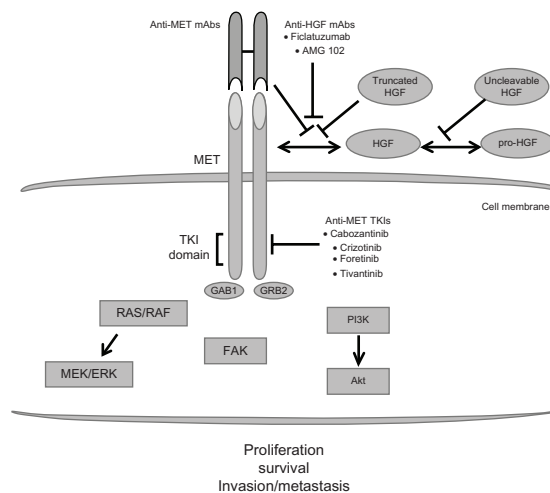 Anti-MET mAbs
Anti-HGF mAbs
• Ficlatuzumab
• AMG 102
Truncated
HGF
Uncleavable
HGF
HGF
pro-HGF
MET
Cell membrane
Anti-MET TKIs
• Cabozantinib
• Crizotinib
• Foretinib
• Tivantinib
TKI
domain
GAB1
GRB2
RAS/RAF
PI3K
FAK
MEK/ERK
Akt
Proliferation
survival
Invasion/metastasis